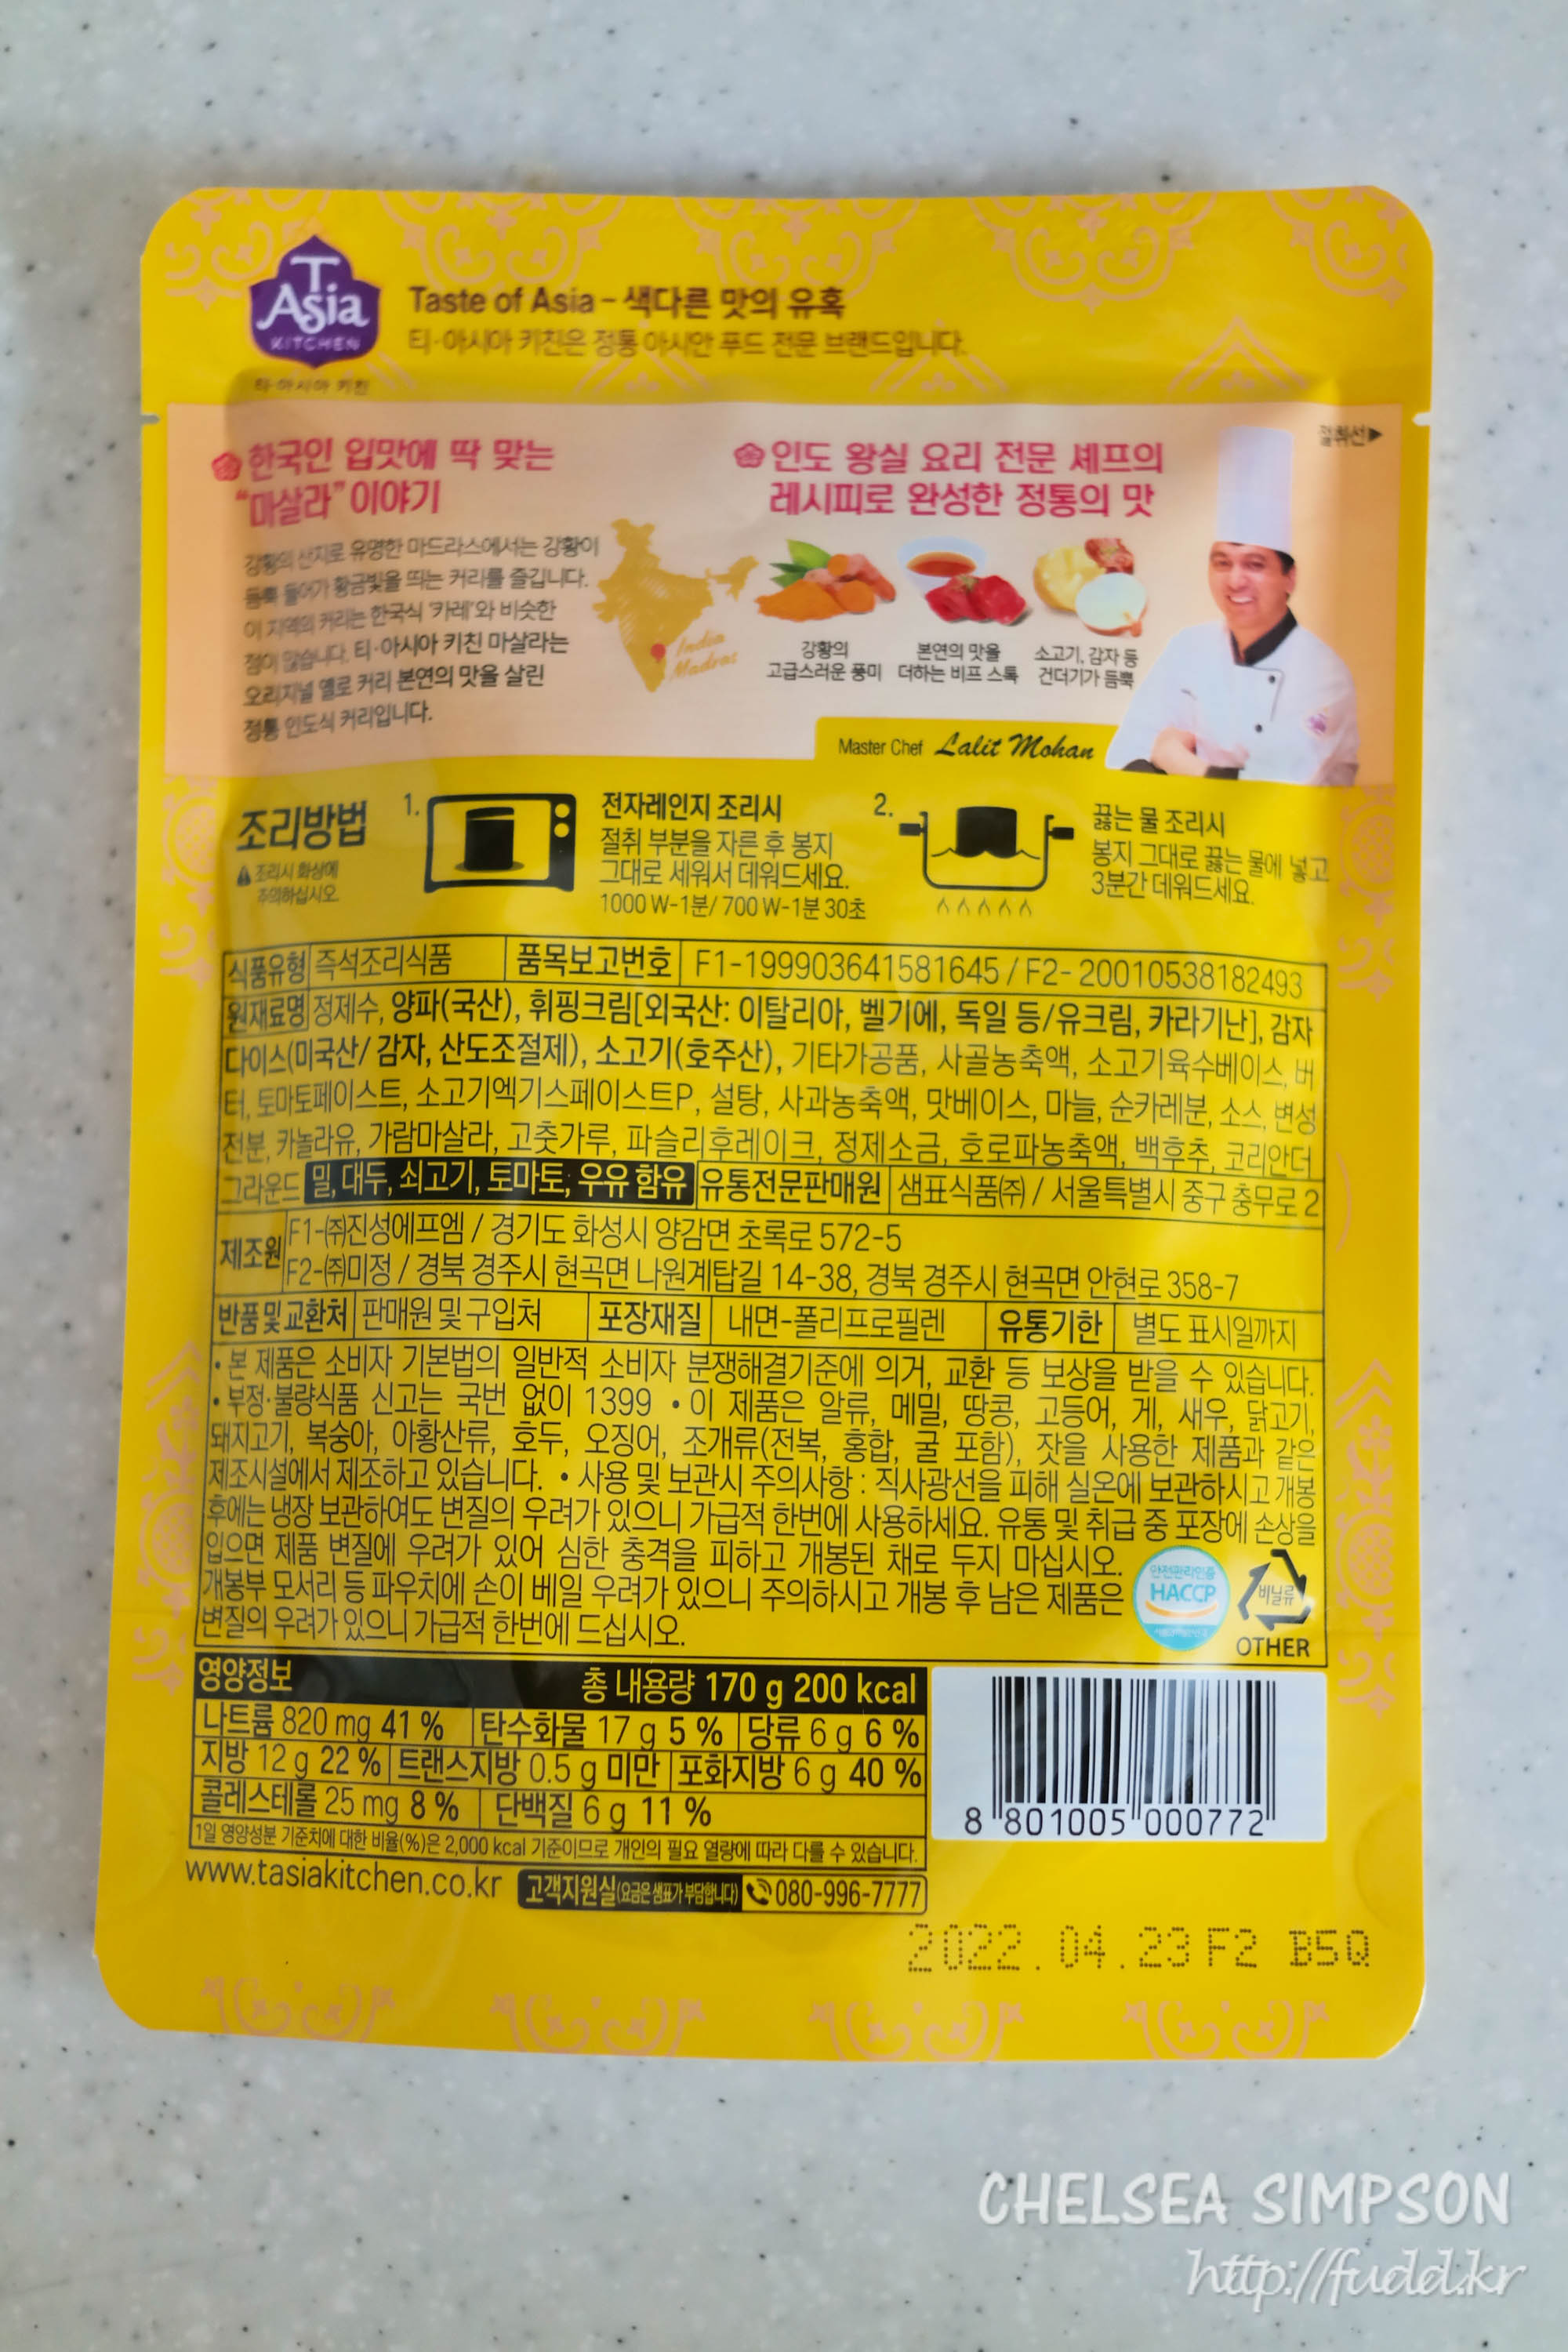 T
Asia
KITCHEN
티·아시아 키친
Taste of Asia - 색다른 맛의 유혹
티·아시아 키친은 정통 아시안 푸드 전문 브랜드입니다.
절취선▶
한국인 입맛에 딱 맞는
“마살라” 이야기
강황의 산지로 유명한 마드라스에서는 강황이
듬뿍 들어가 황금빛을 띄는 커리를 즐깁니다.
이 지역의 커리는 한국식 '카레'와 비슷한
점이 많습니다. 티·아시아 키친 마살라는
오리지널 옐로 커리 본연의 맛을 살린
정통 인도식 커리입니다.
India
Madras
인도 왕실 요리 전문 셰프의
레시피로 완성한 정통의 맛
강황의
고급스러운 풍미
본연의 맛을
더하는 비프 스톡
소고기, 감자 등
건더기가 듬뿍
Master Chef Lalit Mohan
조리방법
조리시 화상에
주의하십시오.
1.
전자레인지 조리시
절취 부분을 자른 후 봉지
그대로 세워서 데워드세요.
1000 W-1분/ 700 W-1분 30초
2.
끓는 물 조리시
봉지 그대로 끓는 물에 넣고
3분간 데워드세요.
식품유형 즉석조리식품 품목보고번호 F1-199903641581645 / F2- 20010538182493
원재료명 정제수, 양파(국산), 휘핑크림[외국산: 이탈리아, 벨기에, 독일 등/유크림, 카라기난], 감자
다이스(미국산/ 감자, 산도조절제), 소고기(호주산), 기타가공품, 사골농축액, 소고기육수베이스, 버
터, 토마토페이스트, 소고기엑기스페이스트P, 설탕, 사과농축액, 맛베이스, 마늘, 순카레분, 소스, 변성
전분, 카놀라유, 가람마살라, 고춧가루, 파슬리후레이크, 정제소금, 호로파농축액, 백후추, 코리안더
그라운드 밀, 대두, 쇠고기, 토마토, 우유 함유 유통전문판매원 샘표식품㈜ / 서울특별시 중구 충무로 2
제조원 F1-㈜진성에프엠 / 경기도 화성시 양감면 초록로 572-5
F2-㈜미정 / 경북 경주시 현곡면 나원계탑길 14-38, 경북 경주시 현곡면 안현로 358-7
반품 및 교환처 판매원 및 구입처 포장재질 내면-폴리프로필렌 유통기한 별도 표시일까지
• 본 제품은 소비자 기본법의 일반적 소비자 분쟁해결기준에 의거, 교환 등 보상을 받을 수 있습니다.
• 부정·불량식품 신고는 국번 없이 1399 • 이 제품은 알류, 메밀, 땅콩, 고등어, 게, 새우, 닭고기,
돼지고기, 복숭아, 아황산류, 호두, 오징어, 조개류(전복, 홍합, 굴 포함), 잣을 사용한 제품과 같은
제조시설에서 제조하고 있습니다. • 사용 및 보관시 주의사항 : 직사광선을 피해 실온에 보관하시고 개봉
후에는 냉장 보관하여도 변질의 우려가 있으니 가급적 한번에 사용하세요. 유통 및 취급 중 포장에 손상을
입으면 제품 변질에 우려가 있어 심한 충격을 피하고 개봉된 채로 두지 마십시오.
개봉부 모서리 등 파우치에 손이 베일 우려가 있으니 주의하시고 개봉 후 남은 제품은
변질의 우려가 있으니 가급적 한번에 드십시오.
안전관리인증
HACCP
비닐류
OTHER
영양정보 총 내용량 170 g 200 kcal
나트륨 820 mg 41 % 탄수화물 17 g 5 % 당류 6 g 6 %
지방 12 g 22 % 트랜스지방 0.5 g 미만 포화지방 6 g 40 %
콜레스테롤 25 mg 8 % 단백질 6 g 11 %
1일 영양성분 기준치에 대한 비율(%)은 2,000 kcal 기준이므로 개인의 필요 열량에 따라 다를 수 있습니다.
8 801005 000772
www.tasiakitchen.co.kr 고객지원실(요금은 샘표가 부담합니다) 080-996-7777
2022.04.23 F2 B5Q
CHELSEA SIMPSON
http://fudd.kr